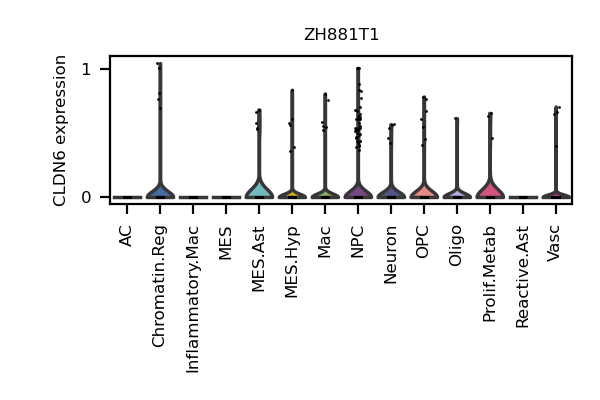 ZH881T1
CLDN6 expression
1
0
AC
Chromatin.Reg
Inflammatory.Mac
MES
MES.Ast
MES.Hyp
Mac
NPC
Neuron
OPC
Oligo
Prolif.Metab
Reactive.Ast
Vasc